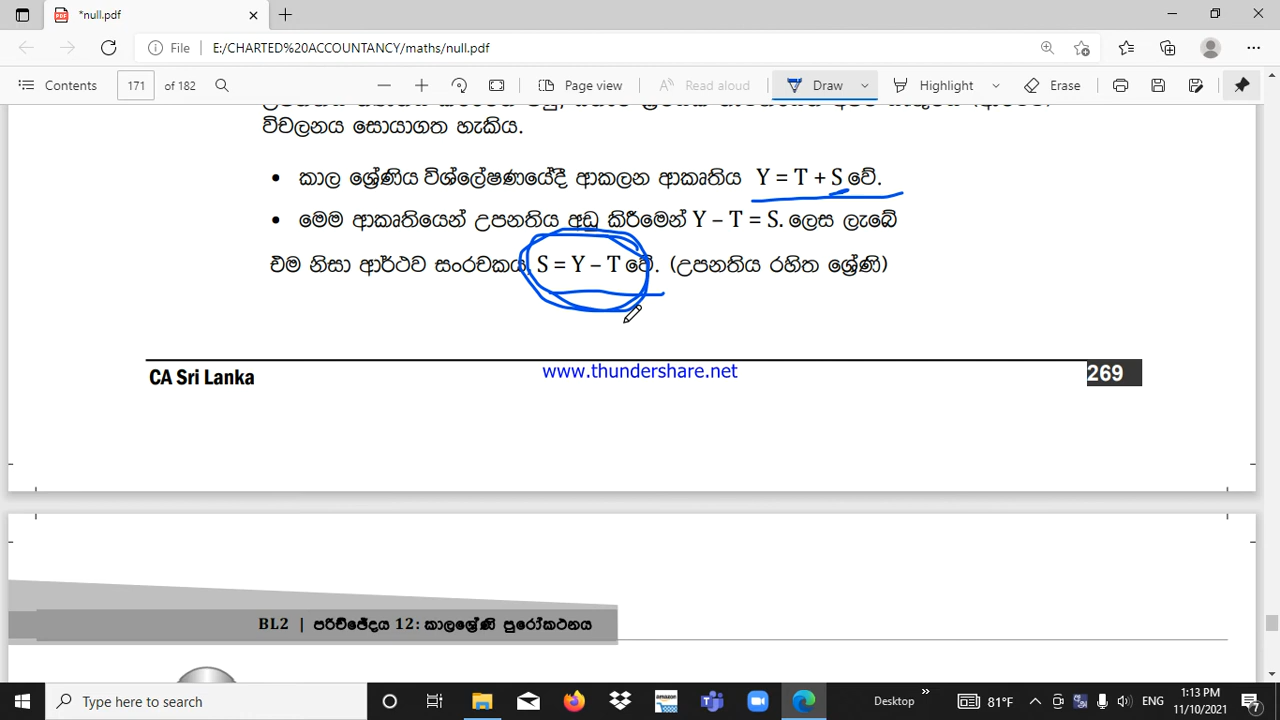 *null.pdf
File E:/CHARTED%20ACCOUNTANCY/maths/null.pdf
Contents 171 of 182 Page view Read aloud Draw Highlight Erase
විචලනය සොයාගත හැකිය.
• කාල ශ්‍රේණිය විශ්ලේෂණයේදී ආකලන ආකෘතිය Y = T + S වේ.
• මෙම ආකෘතියෙන් උපනතිය අඩු කිරීමෙන් Y – T = S. ලෙස ලැබේ
එම නිසා ආර්ථව සංරචකය S = Y – T වේ. (උපනතිය රහිත ශ්‍රේණි)
www.thundershare.net
CA Sri Lanka 269
BL2 | පරිච්ඡේදය 12: කාලශ්‍රේණි පුරෝකථනය
Type here to search amazon Desktop 81°F ENG 1:13 PM
11/10/2021 7